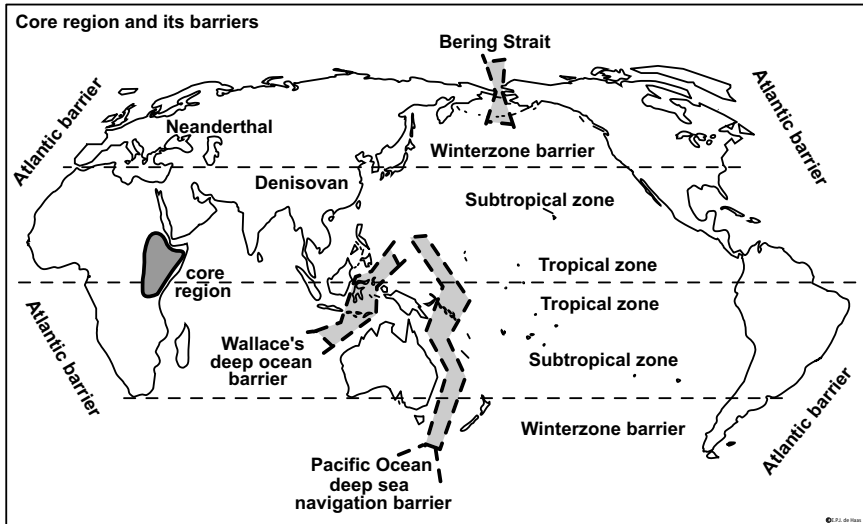 Core region and its barriers
Bering Strait
Atlantic barrier
Atlantic barrier
Neanderthal
Winterzone barrier
Denisovan
Subtropical zone
core
region
Tropical zone
Tropical zone
Atlantic barrier
Wallace's
deep ocean
barrier
Subtropical zone
Atlantic barrier
Winterzone barrier
Pacific Ocean
deep sea
navigation barrier
©E.P.J. de Haas